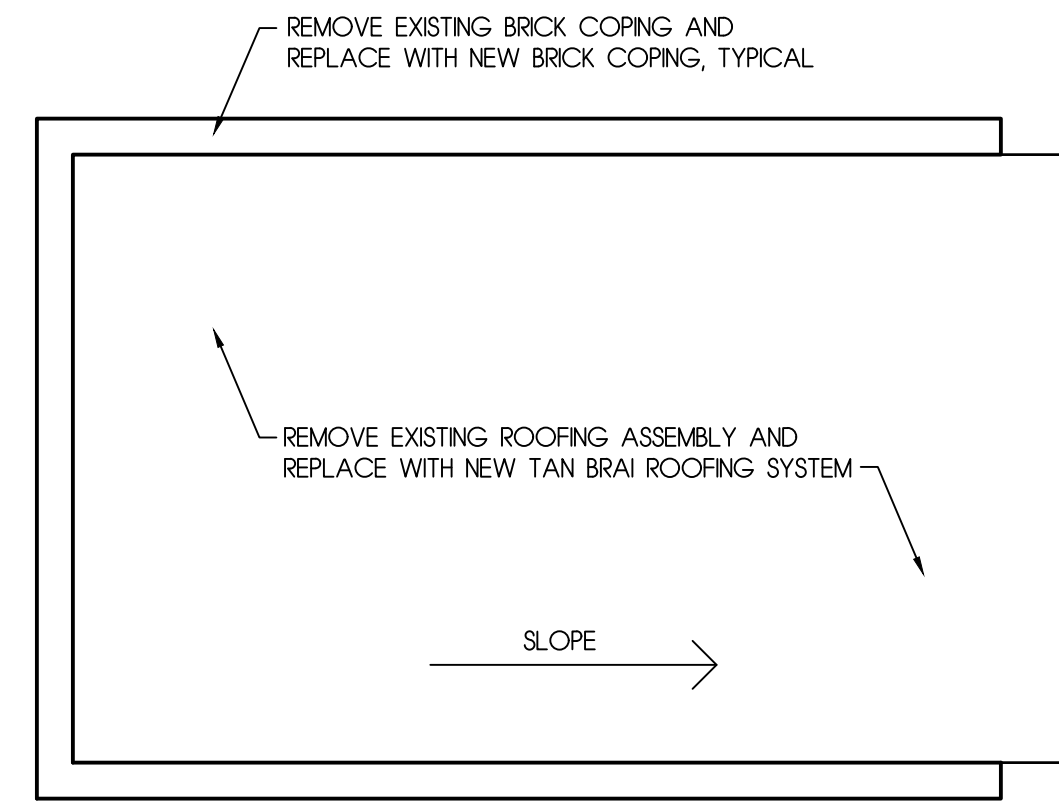 REMOVE EXISTING BRICK COPING AND
REPLACE WITH NEW BRICK COPING, TYPICAL
REMOVE EXISTING ROOFING ASSEMBLY AND
REPLACE WITH NEW TAN BRAI ROOFING SYSTEM
SLOPE